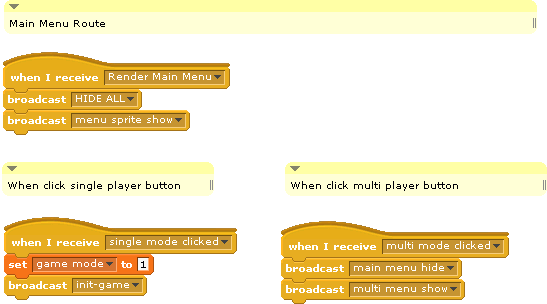 Main Menu Route
when I receive Render Main Menu
broadcast HIDE ALL
broadcast menu sprite show
When click single player button
when I receive single mode clicked
set game mode to 1
broadcast init-game
When click multi player button
when I receive multi mode clicked
broadcast main menu hide
broadcast multi menu show